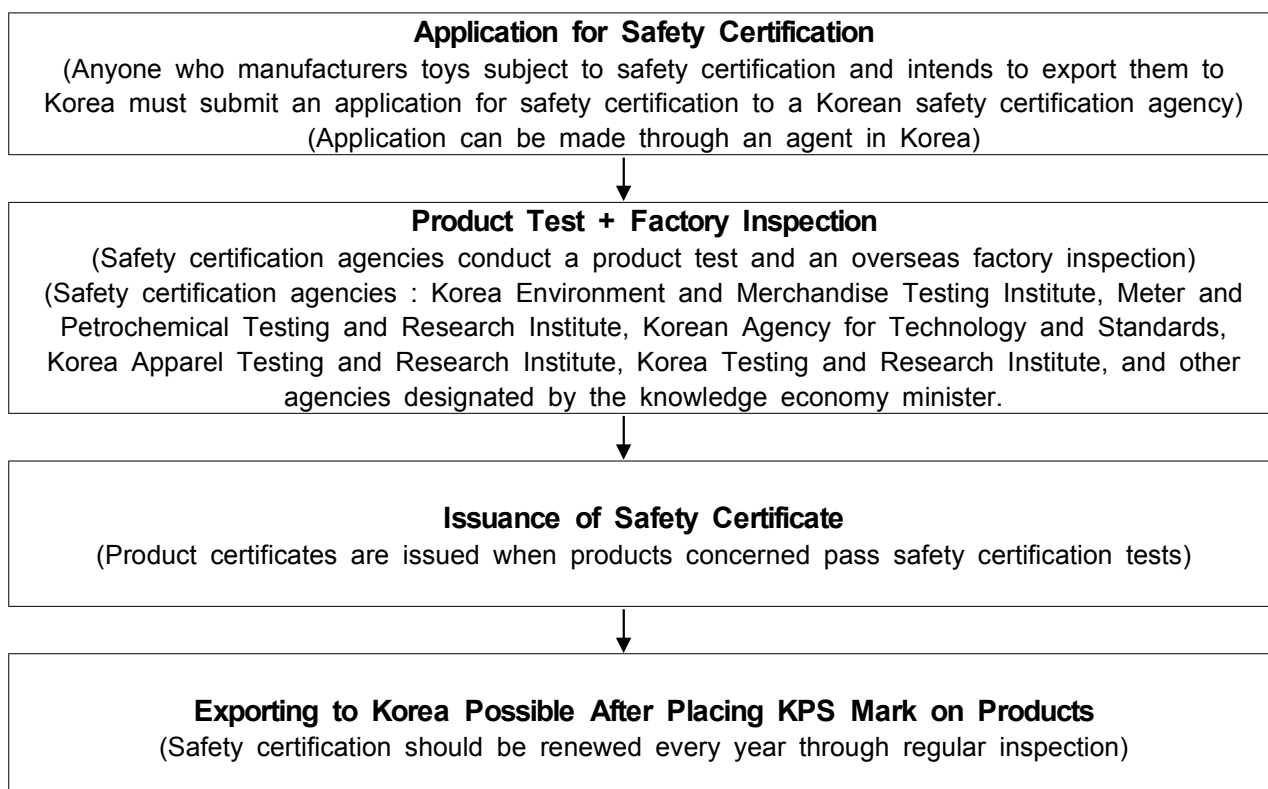 Application for Safety Certification
(Anyone who manufacturers toys subject to safety certification and intends to export them to
Korea must submit an application for safety certification to a Korean safety certification agency)
(Application can be made through an agent in Korea)
Product Test + Factory Inspection
(Safety certification agencies conduct a product test and an overseas factory inspection)
(Safety certification agencies : Korea Environment and Merchandise Testing Institute, Meter and
Petrochemical Testing and Research Institute, Korean Agency for Technology and Standards,
Korea Apparel Testing and Research Institute, Korea Testing and Research Institute, and other
agencies designated by the knowledge economy minister.
Issuance of Safety Certificate
(Product certificates are issued when products concerned pass safety certification tests)
Exporting to Korea Possible After Placing KPS Mark on Products
(Safety certification should be renewed every year through regular inspection)